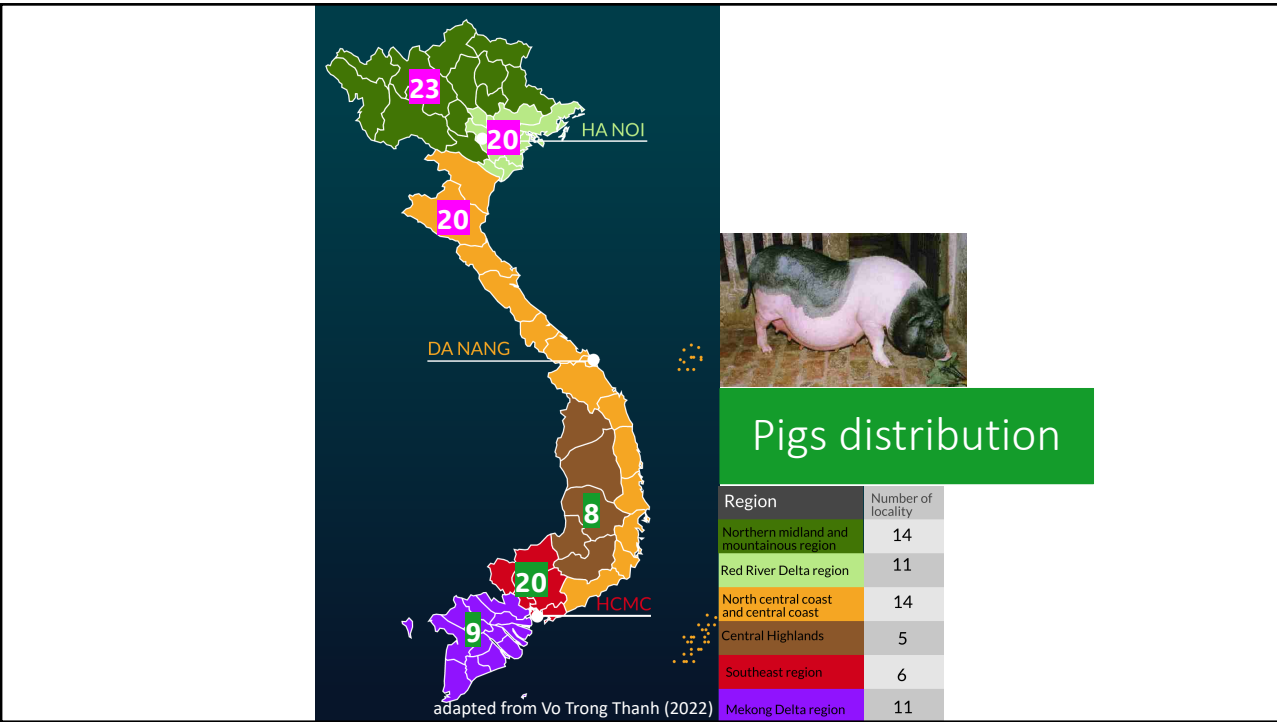 23
20
HA NOI
20
DA NANG
8
20
HCMC
9
adapted from Vo Trong Thanh (2022)
Pigs distribution
Region
Number of
locality
Northern midland and
mountainous region
14
Red River Delta region
11
North central coast
and central coast
14
Central Highlands
5
Southeast region
6
Mekong Delta region
11